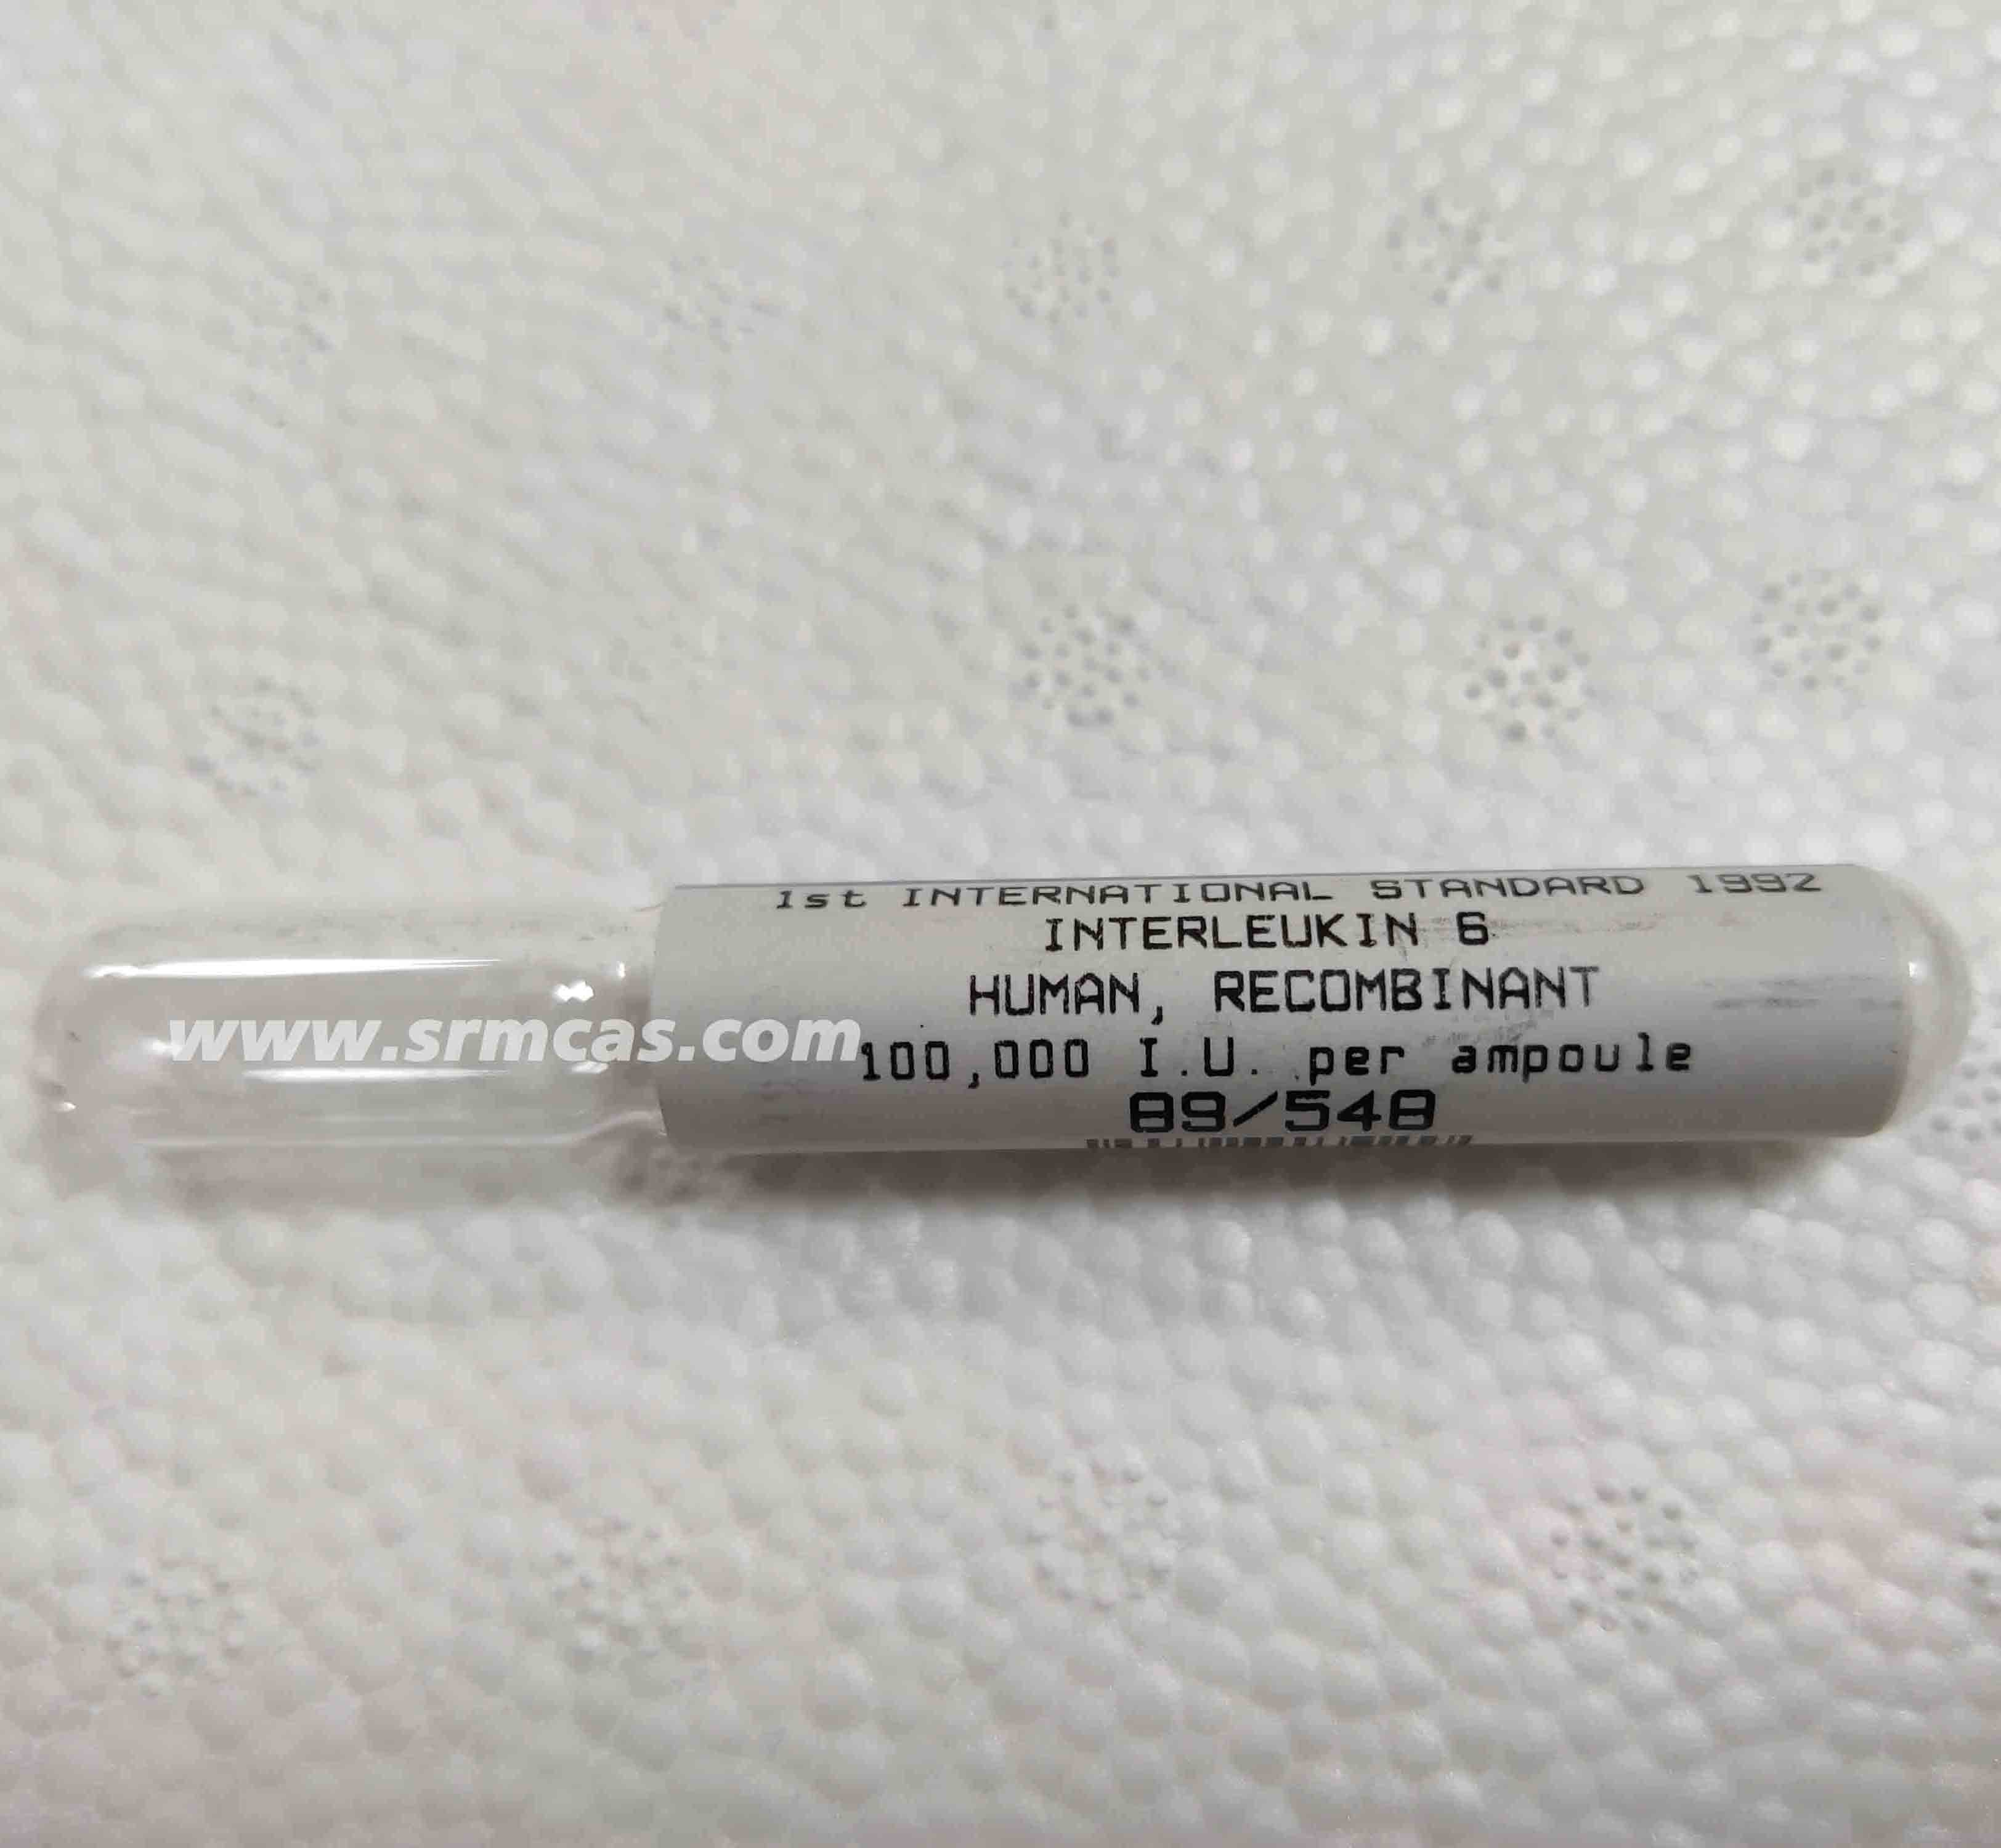 1st INTERNATIONAL STANDARD 1992
INTERLEUKIN 6
HUMAN, RECOMBINANT
www.srmcas.com
100,000 I.U. per ampoule
89/548